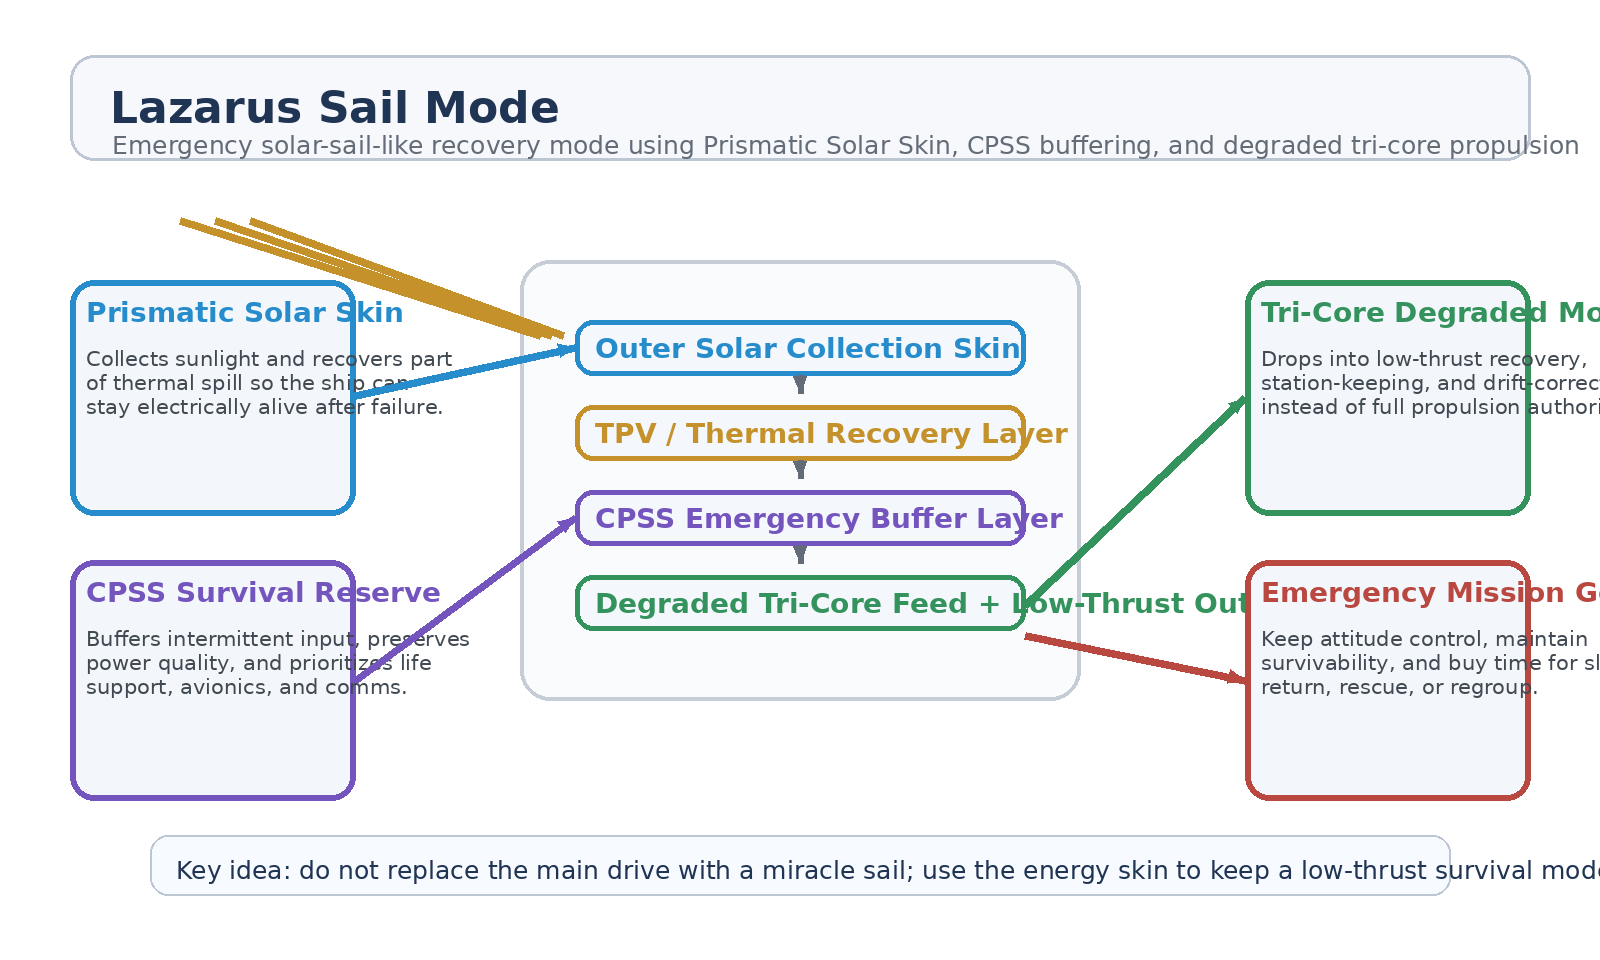 Lazarus Sail Mode
Emergency solar-sail-like recovery mode using Prismatic Solar Skin, CPSS buffering, and degraded tri-core propulsion
Prismatic Solar Skin
Collects sunlight and recovers part
of thermal spill so the ship can
stay electrically alive after failure.
CPSS Survival Reserve
Buffers intermittent input, preserves
power quality, and prioritizes life
support, avionics, and comms.
Outer Solar Collection Skin
TPV / Thermal Recovery Layer
CPSS Emergency Buffer Layer
Degraded Tri-Core Feed + Low-Thrust Out
Tri-Core Degraded Mo
Drops into low-thrust recovery,
station-keeping, and drift-correc
instead of full propulsion authori
Emergency Mission G
Keep attitude control, maintain
survivability, and buy time for sl
return, rescue, or regroup.
Key idea: do not replace the main drive with a miracle sail; use the energy skin to keep a low-thrust survival mod